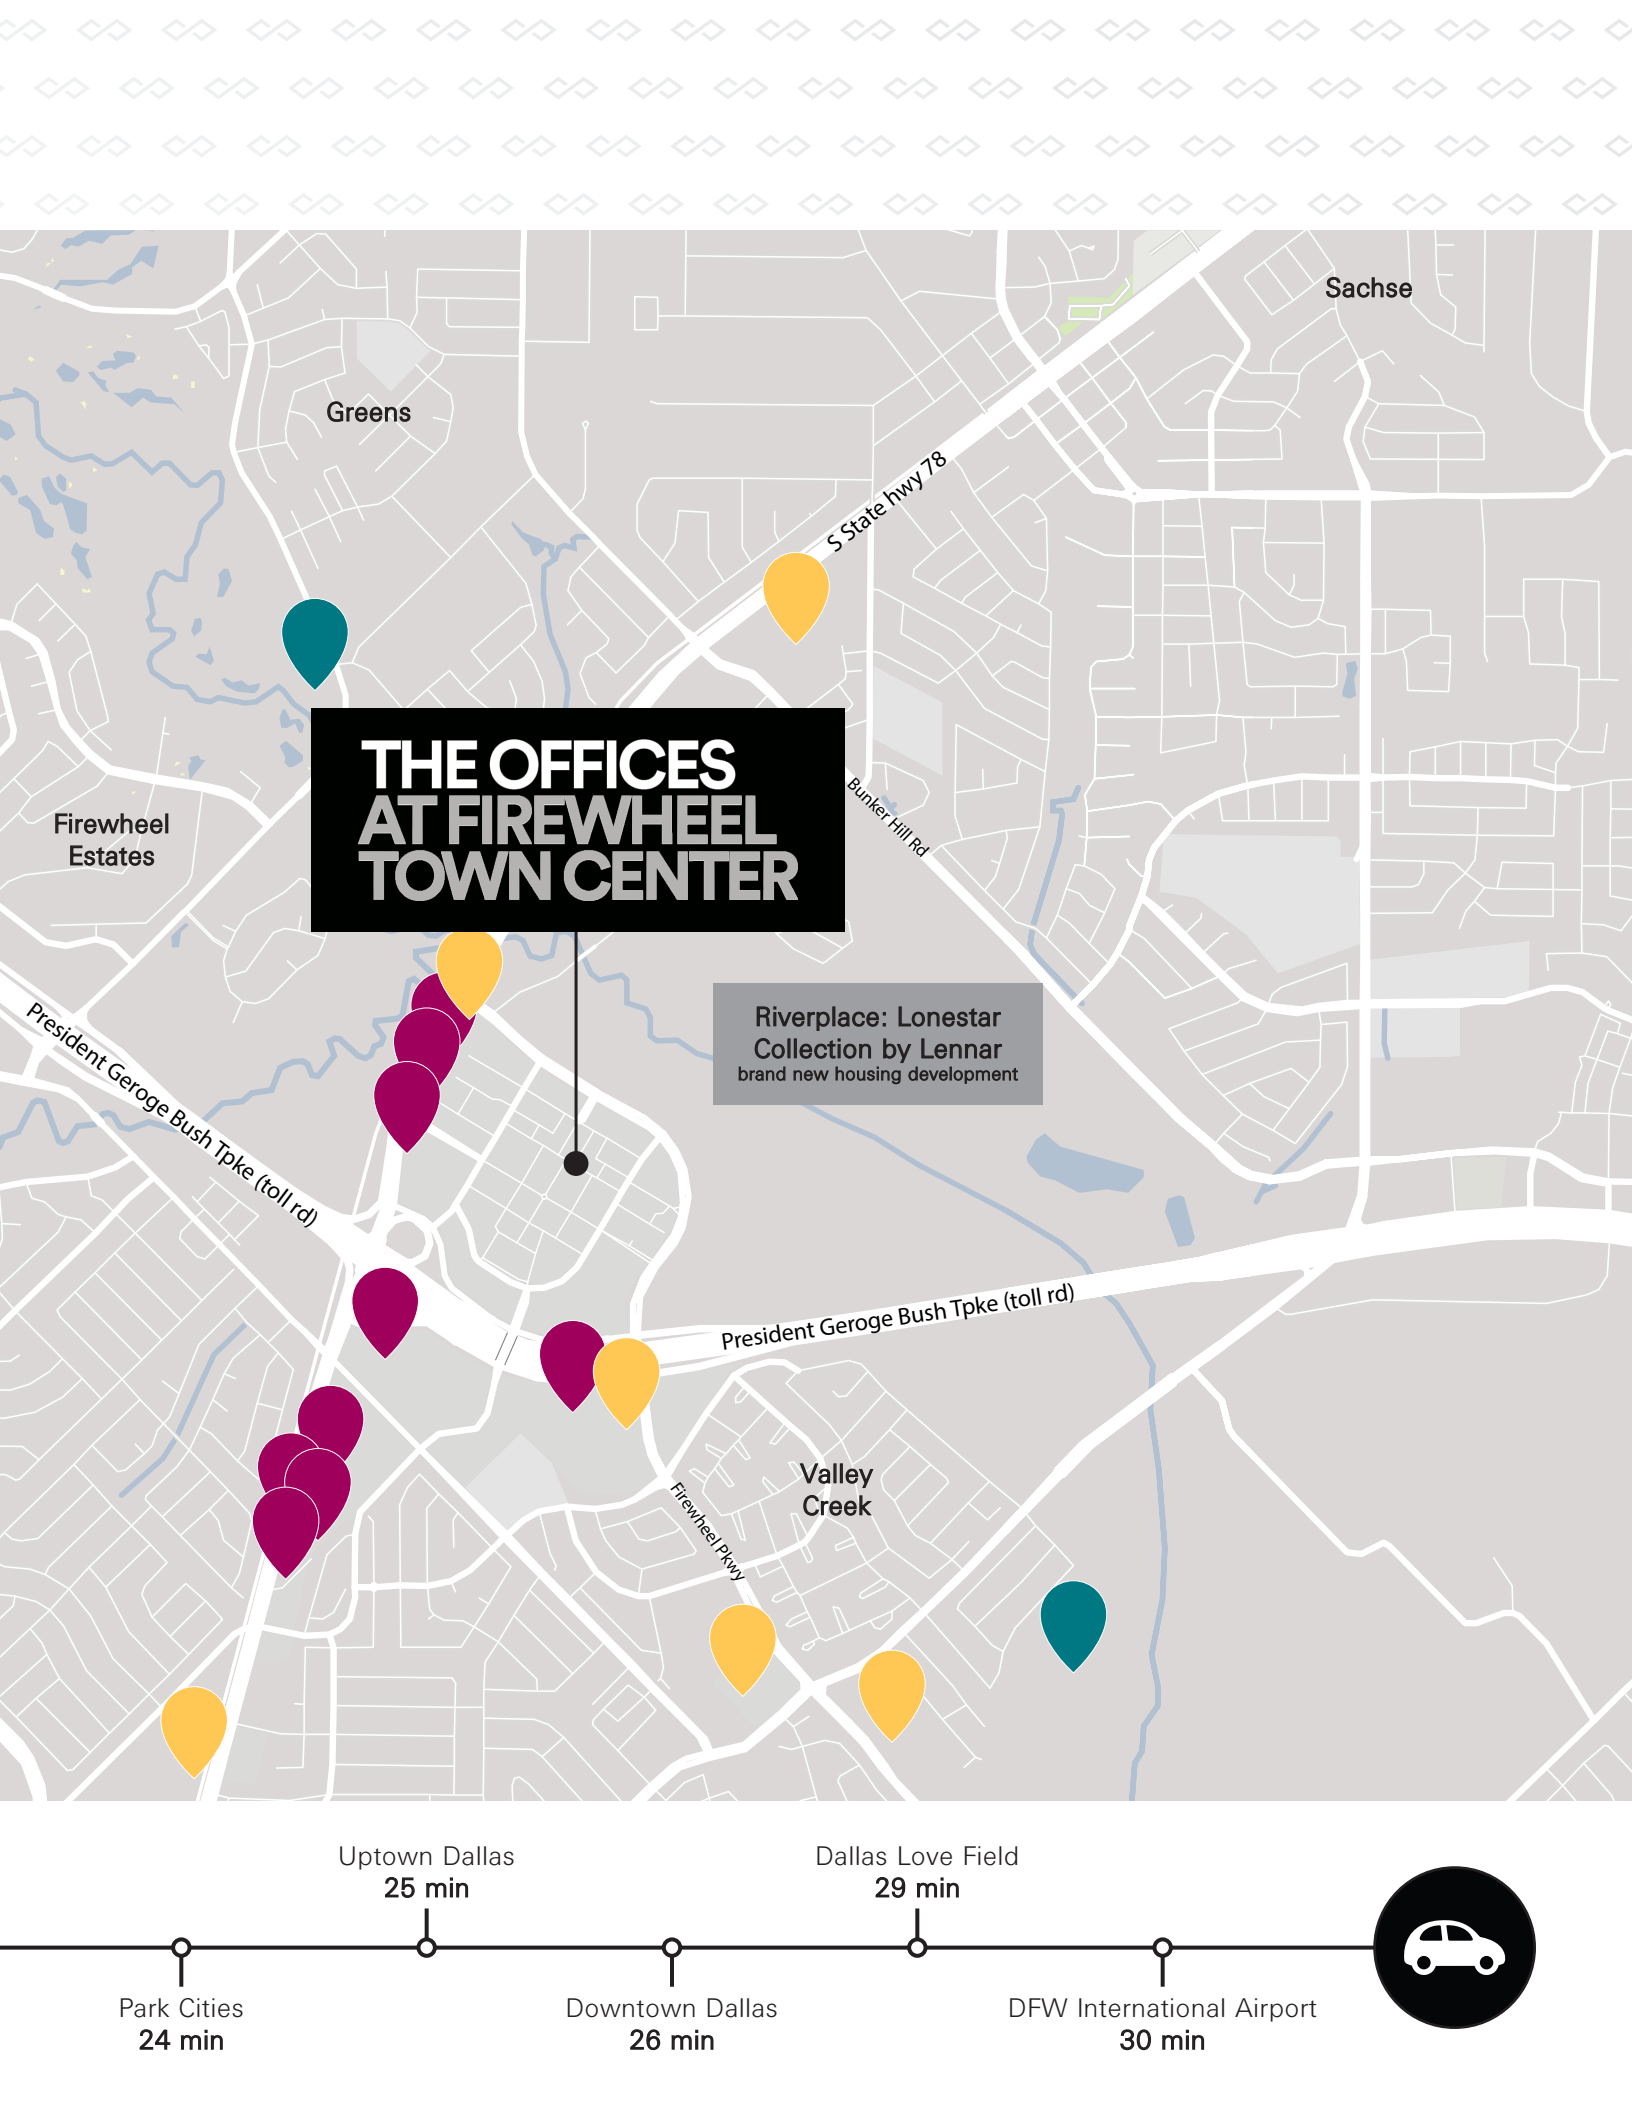 Sachse
Greens
S State hwy 78
THE OFFICES
AT FIREWHEEL
TOWN CENTER
Bunker Hill Rd
Firewheel
Estates
President Geroge Bush Tpke (toll rd)
Riverplace: Lonestar
Collection by Lennar
brand new housing development
President Geroge Bush Tpke (toll rd)
Valley
Creek
Firewheel Pkwy
Uptown Dallas
25 min
Dallas Love Field
29 min
Park Cities
24 min
Downtown Dallas
26 min
DFW International Airport
30 min